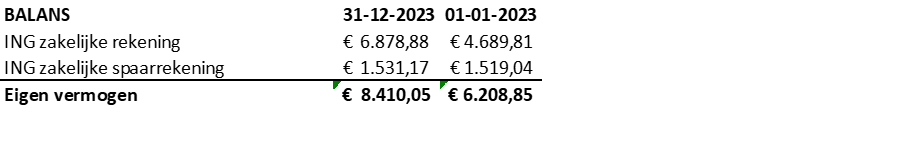 BALANS 31-12-2023 01-01-2023
ING zakelijke rekening € 6.878,88 € 4.689,81
ING zakelijke spaarrekening € 1.531,17 € 1.519,04
Eigen vermogen € 8.410,05 € 6.208,85